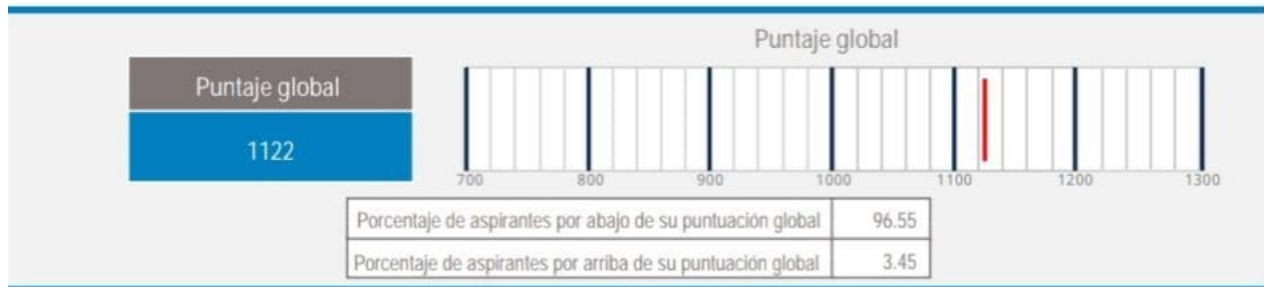 Puntaje global
Puntaje global
1122
700 800 900 1000 1100 1200 1300
Porcentaje de aspirantes por abajo de su puntuación global 96.55
Porcentaje de aspirantes por arriba de su puntuación global 3.45